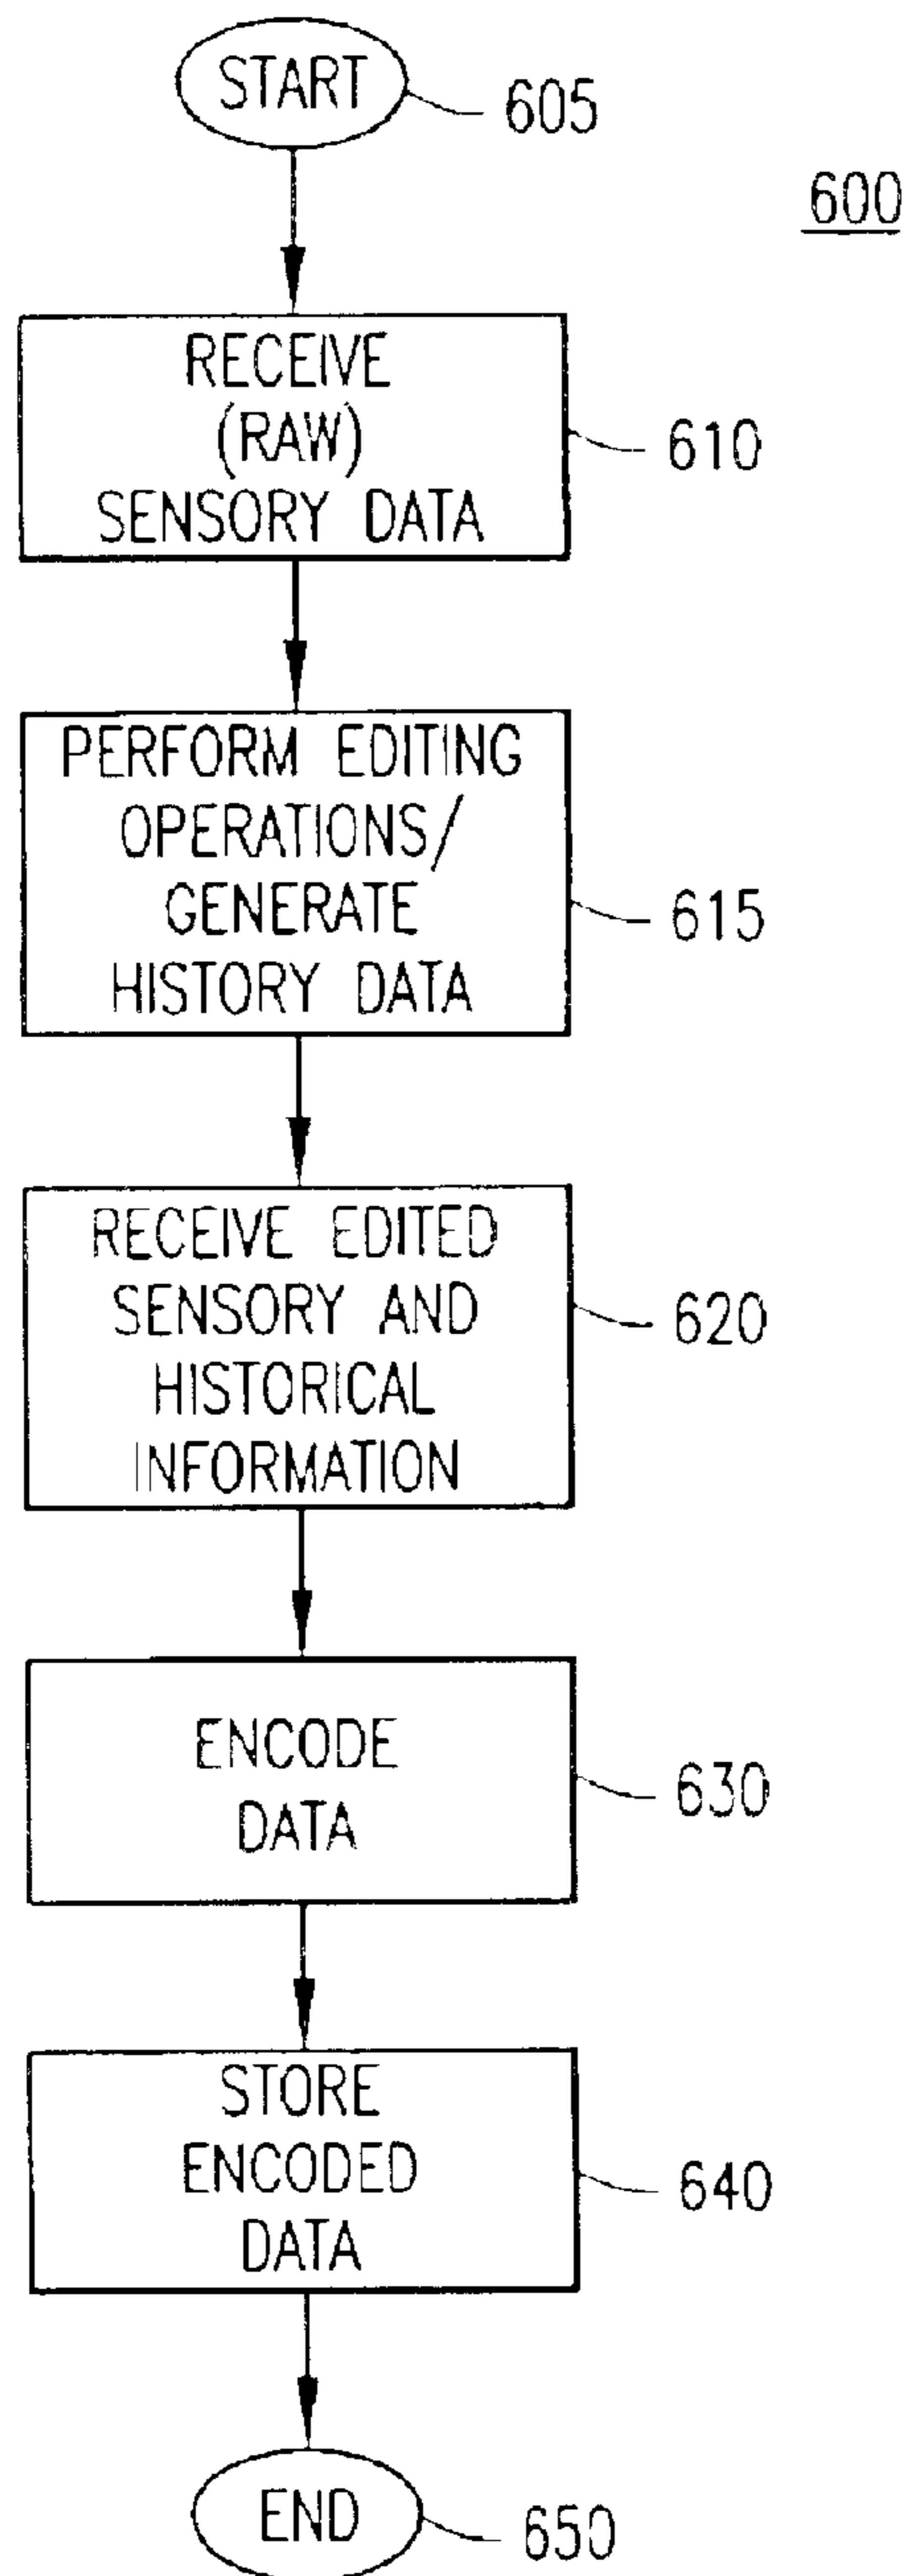 START
605
600
RECEIVE
(RAW)
SENSORY DATA
610
PERFORM EDITING
OPERATIONS/
GENERATE
HISTORY DATA
615
RECEIVE EDITED
SENSORY AND
HISTORICAL
INFORMATION
620
ENCODE
DATA
630
STORE
ENCODED
DATA
640
END
650